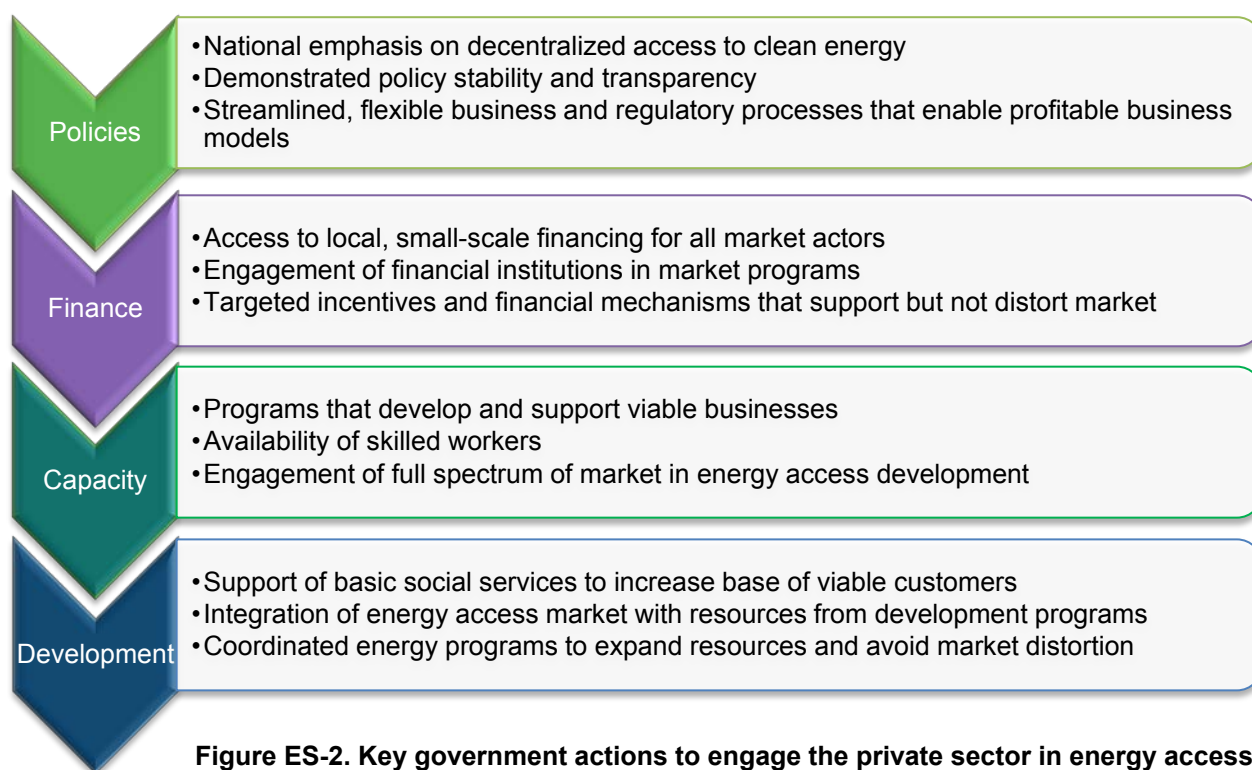 Policies
•National emphasis on decentralized access to clean energy
•Demonstrated policy stability and transparency
•Streamlined, flexible business and regulatory processes that enable profitable business
models
Finance
•Access to local, small-scale financing for all market actors
•Engagement of financial institutions in market programs
•Targeted incentives and financial mechanisms that support but not distort market
Capacity
•Programs that develop and support viable businesses
•Availability of skilled workers
•Engagement of full spectrum of market in energy access development
Development
•Support of basic social services to increase base of viable customers
•Integration of energy access market with resources from development programs
•Coordinated energy programs to expand resources and avoid market distortion
Figure ES-2. Key government actions to engage the private sector in energy access